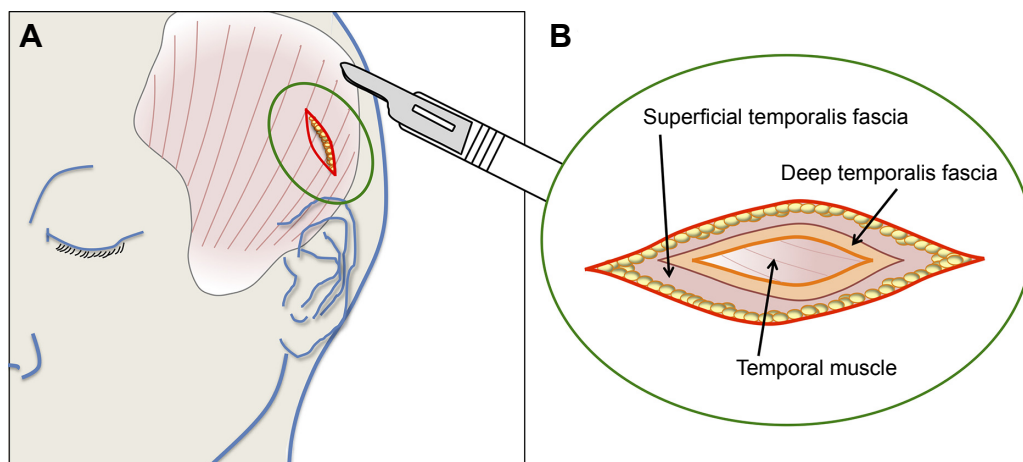 A
B
Superficial temporalis fascia
Deep temporalis fascia
Temporal muscle